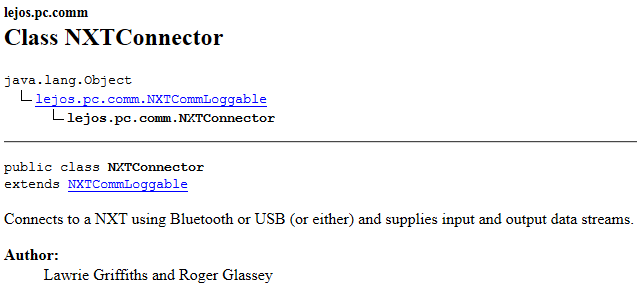 lejos.pc.comm
Class NXTConnector
java.lang.Object
lejos.pc.comm.NXTCommLoggable
lejos.pc.comm.NXTConnector
public class NXTConnector
extends NXTCommLoggable
Connects to a NXT using Bluetooth or USB (or either) and supplies input and output data streams.
Author:
Lawrie Griffiths and Roger Glassey